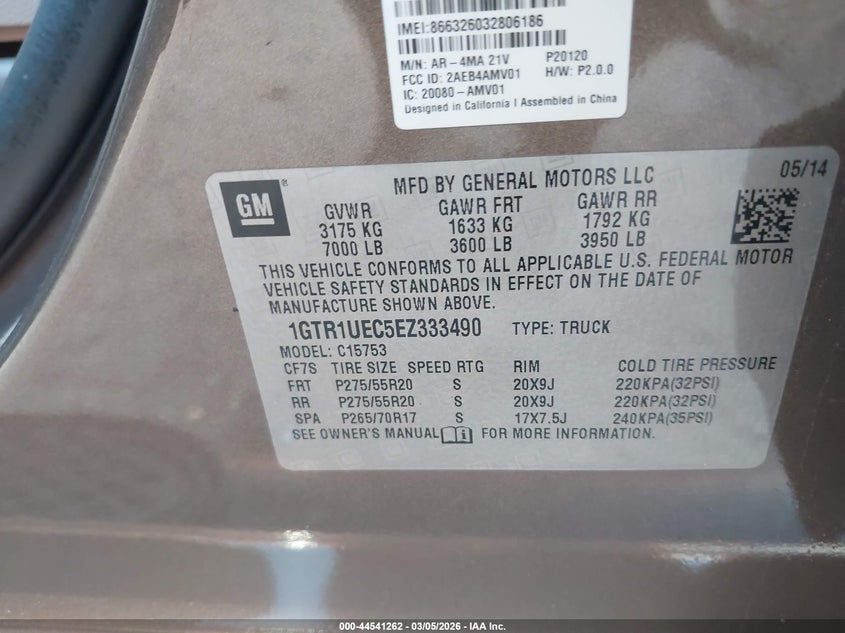 IMEI:866326032806186
M/N: AR-4MA 21V P20120
FCC ID: 2AEB4AMV01 H/W: P2.0.0
IC: 20080-AMV01
Designed in California I Assembled in China
GM ®
MFD BY GENERAL MOTORS LLC 05/14
GVWR GAWR FRT GAWR RR
3175 KG 1633 KG 1792 KG
7000 LB 3600 LB 3950 LB
THIS VEHICLE CONFORMS TO ALL APPLICABLE U.S. FEDERAL MOTOR
VEHICLE SAFETY STANDARDS IN EFFECT ON THE DATE OF
MANUFACTURE SHOWN ABOVE.
1GTR1UEC5EZ333490 TYPE: TRUCK
MODEL: C15753
CF7S TIRE SIZE SPEED RTG RIM COLD TIRE PRESSURE
FRT P275/55R20 S 20X9J 220KPA(32PSI)
RR P275/55R20 S 20X9J 220KPA(32PSI)
SPA P265/70R17 S 17X7.5J 240KPA(35PSI)
SEE OWNER'S MANUAL FOR MORE INFORMATION.
000-44541262 - 03/05/2026 - IAA Inc.